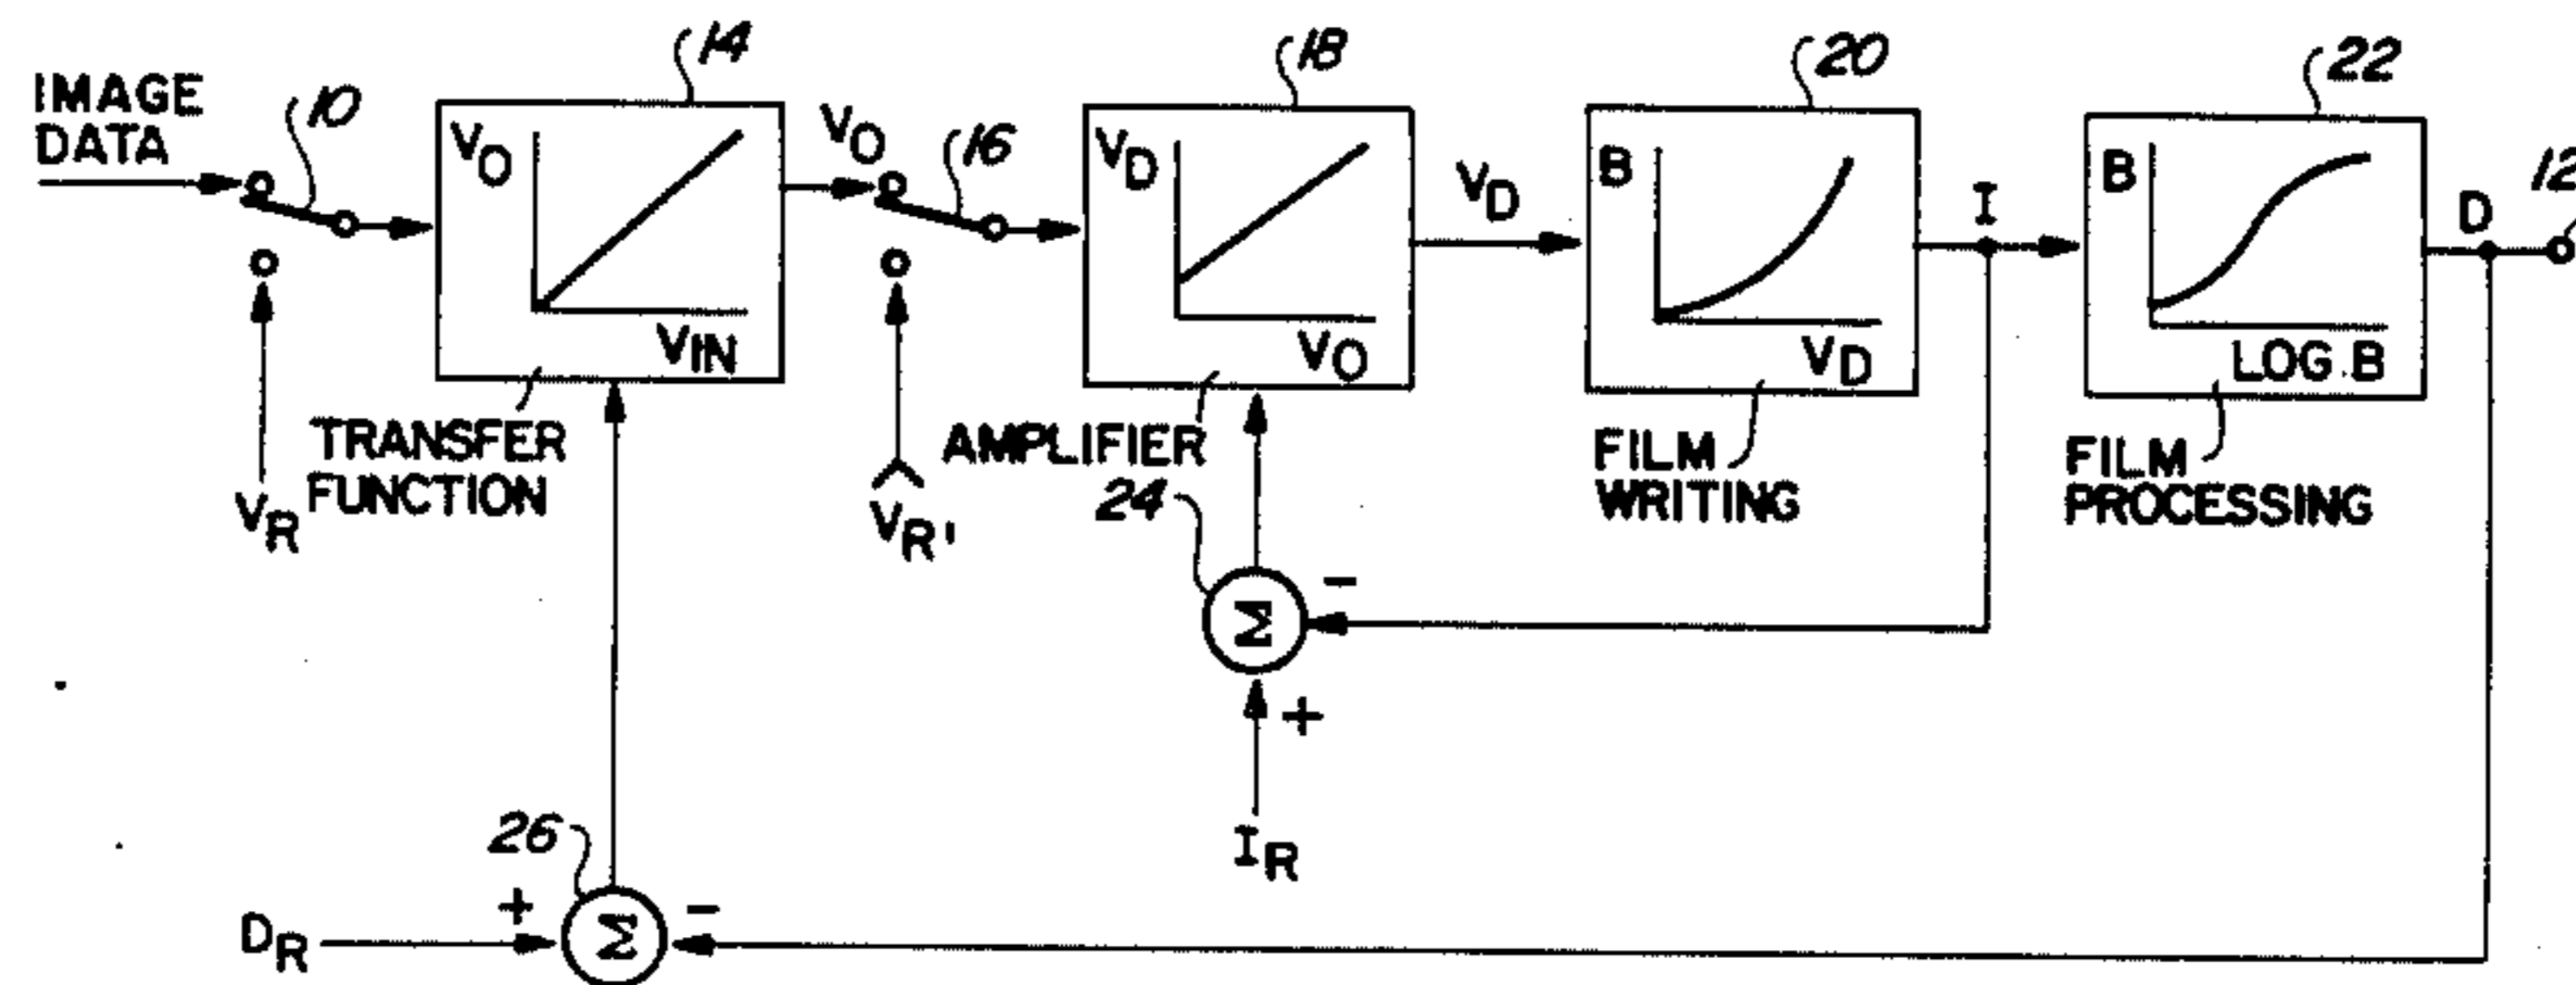 IMAGE
DATA
10
14
16
18
20
22
12
VO
VIN
VO
VD
VO
VD
B
VD
I
B
LOG B
D
TRANSFER
FUNCTION
VR
VR'
AMPLIFIER
24
FILM
WRITING
FILM
PROCESSING
Σ
-
+
IR
26
DR
+
Σ
-